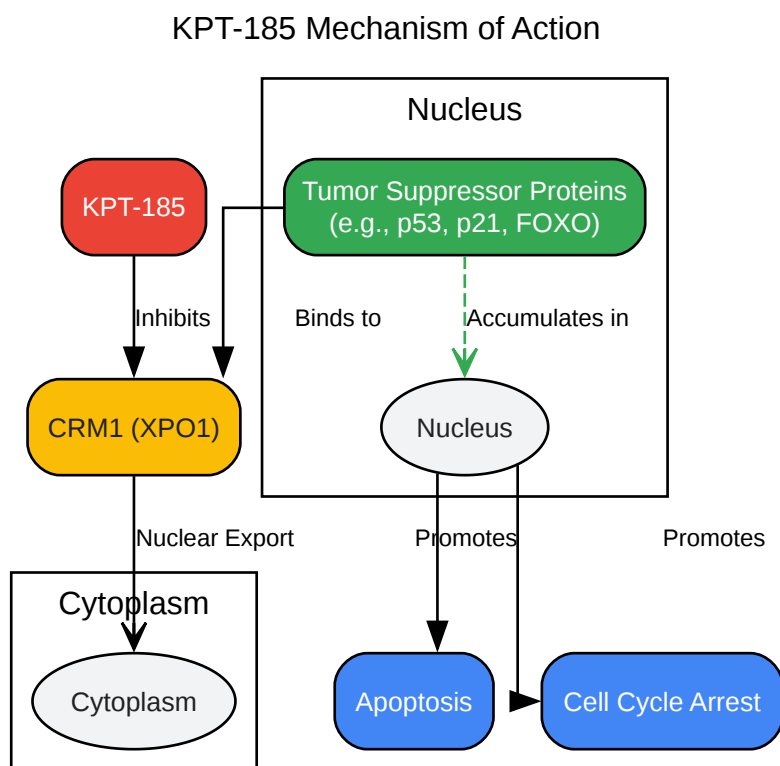 KPT-185 Mechanism of Action
Nucleus
KPT-185
Tumor Suppressor Proteins
(e.g., p53, p21, FOXO)
Inhibits
Binds to
Accumulates in
CRM1 (XPO1)
Nucleus
Nuclear Export
Promotes
Promotes
Cytoplasm
Cytoplasm
Apoptosis
Cell Cycle Arrest